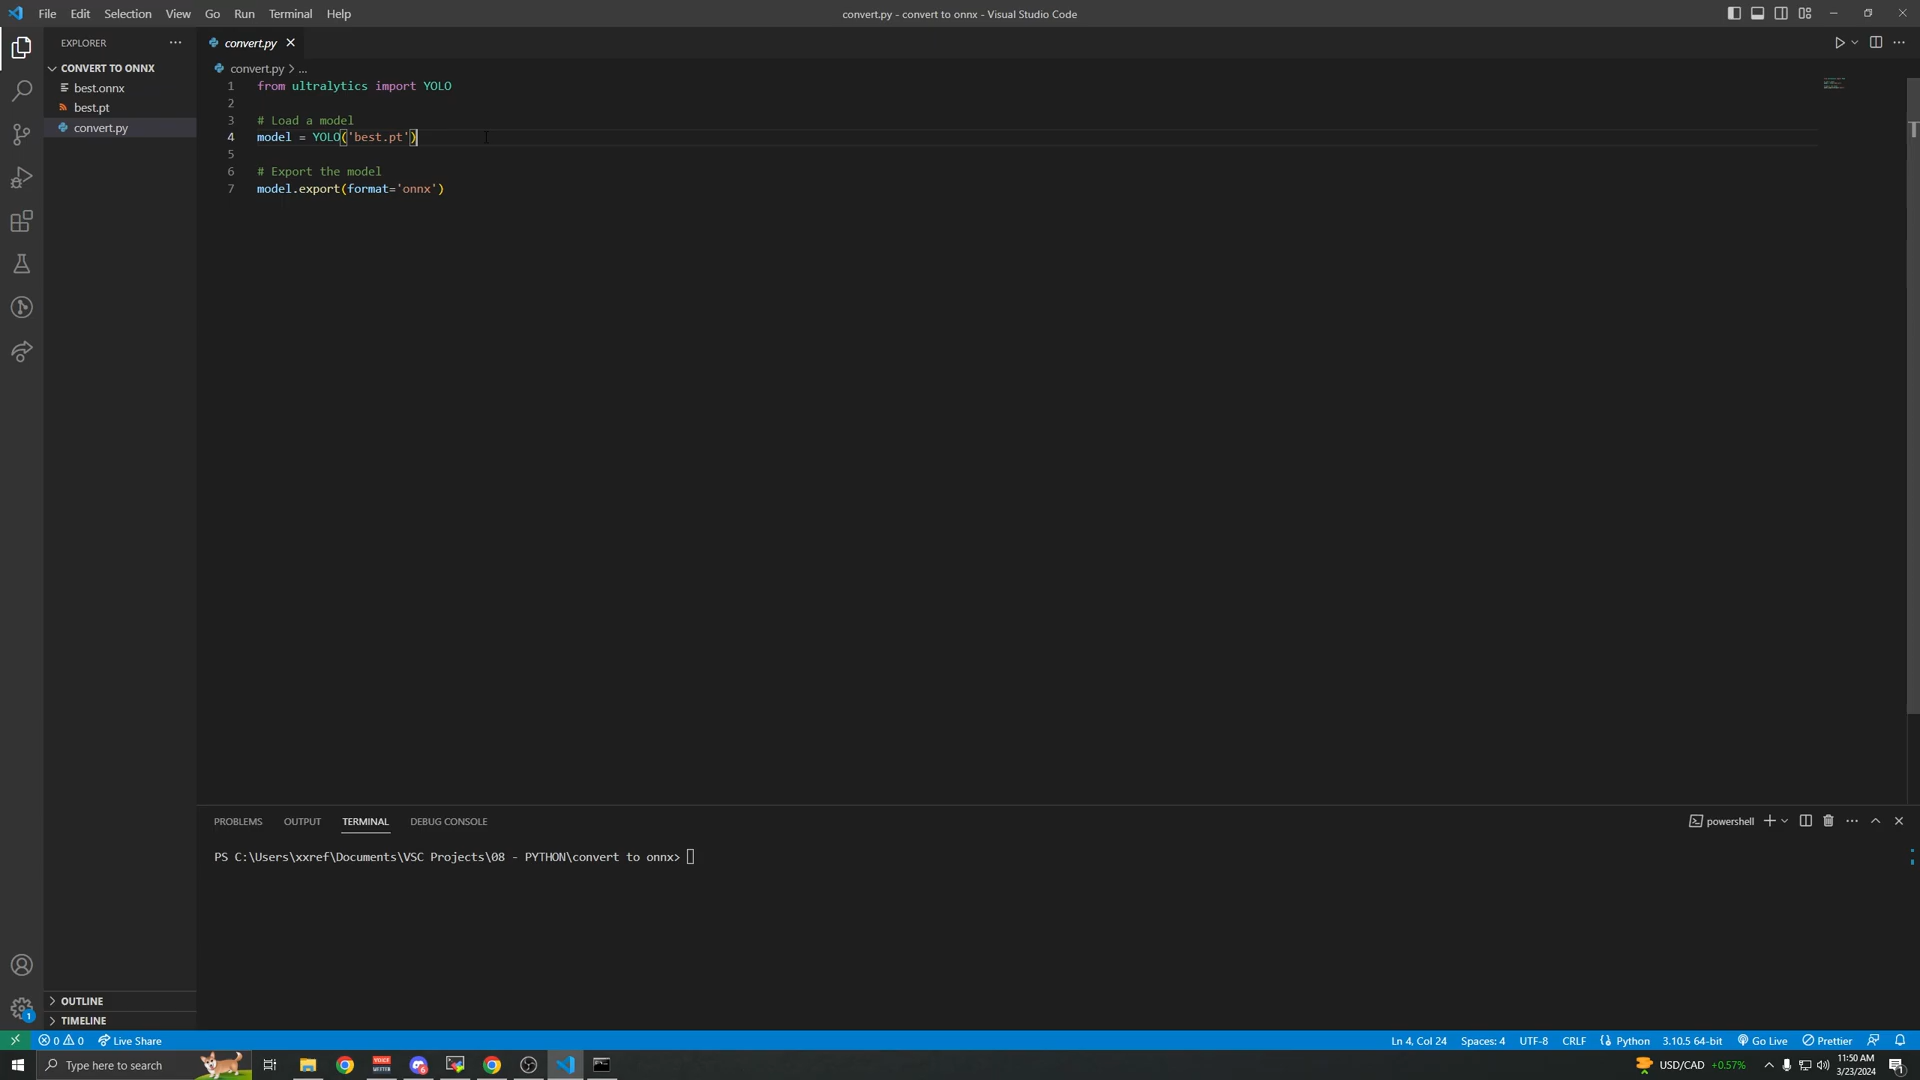 File Edit Selection View Go Run Terminal Help
convert.py - convert to onnx - Visual Studio Code
EXPLORER
CONVERT TO ONNX
best.onnx
best.pt
convert.py
convert.py
convert.py > ...
1 from ultralytics import YOLO
2
3 # Load a model
4 model = YOLO('best.pt')
5
6 # Export the model
7 model.export(format='onnx')
PROBLEMS OUTPUT TERMINAL DEBUG CONSOLE
powershell
PS C:\Users\xxref\Documents\VSC Projects\08 - PYTHON\convert to onnx>
OUTLINE
TIMELINE
1
0 0 Live Share
Ln 4, Col 24 Spaces: 4 UTF-8 CRLF Python 3.10.5 64-bit Go Live Prettier
Type here to search
USD/CAD +0.57%
11:50 AM
3/23/2024